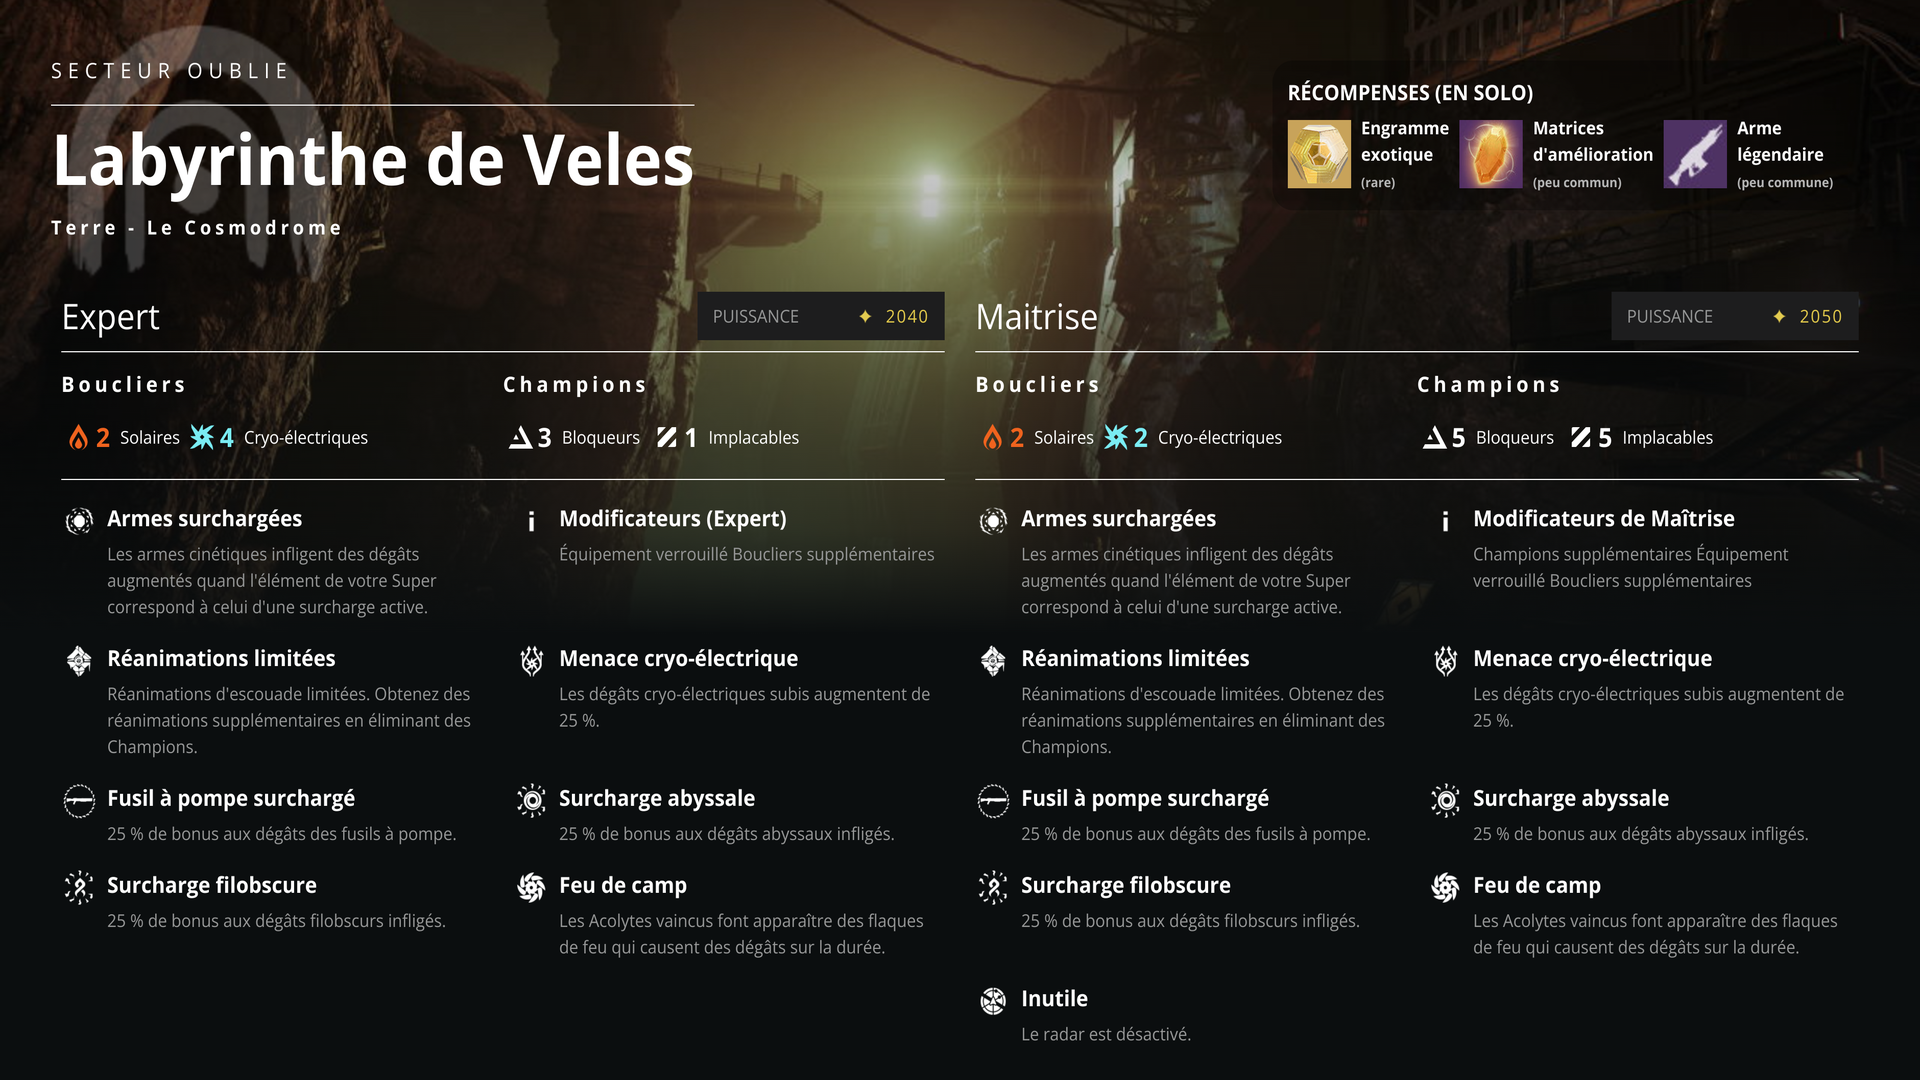 SECTEUR OUBLIE
Labyrinthe de Veles
Terre - Le Cosmodrome
RÉCOMPENSES (EN SOLO)
Engramme
exotique
(rare)
Matrices
d'amélioration
(peu commun)
Arme
légendaire
(peu commune)
Expert
PUISSANCE 2040
Boucliers
2 Solaires 4 Cryo-électriques
Champions
3 Bloqueurs 1 Implacables
Armes surchargées
Les armes cinétiques infligent des dégâts
augmentés quand l'élément de votre Super
correspond à celui d'une surcharge active.
Modificateurs (Expert)
Équipement verrouillé Boucliers supplémentaires
Réanimations limitées
Réanimations d'escouade limitées. Obtenez des
réanimations supplémentaires en éliminant des
Champions.
Menace cryo-électrique
Les dégâts cryo-électriques subis augmentent de
25 %.
Fusil à pompe surchargé
25 % de bonus aux dégâts des fusils à pompe.
Surcharge abyssale
25 % de bonus aux dégâts abyssaux infligés.
Surcharge filobscure
25 % de bonus aux dégâts filobscurs infligés.
Feu de camp
Les Acolytes vaincus font apparaître des flaques
de feu qui causent des dégâts sur la durée.
Maitrise
PUISSANCE 2050
Boucliers
2 Solaires 2 Cryo-électriques
Champions
5 Bloqueurs 5 Implacables
Armes surchargées
Les armes cinétiques infligent des dégâts
augmentés quand l'élément de votre Super
correspond à celui d'une surcharge active.
Modificateurs de Maîtrise
Champions supplémentaires Équipement
verrouillé Boucliers supplémentaires
Réanimations limitées
Réanimations d'escouade limitées. Obtenez des
réanimations supplémentaires en éliminant des
Champions.
Menace cryo-électrique
Les dégâts cryo-électriques subis augmentent de
25 %.
Fusil à pompe surchargé
25 % de bonus aux dégâts des fusils à pompe.
Surcharge abyssale
25 % de bonus aux dégâts abyssaux infligés.
Surcharge filobscure
25 % de bonus aux dégâts filobscurs infligés.
Feu de camp
Les Acolytes vaincus font apparaître des flaques
de feu qui causent des dégâts sur la durée.
Inutile
Le radar est désactivé.